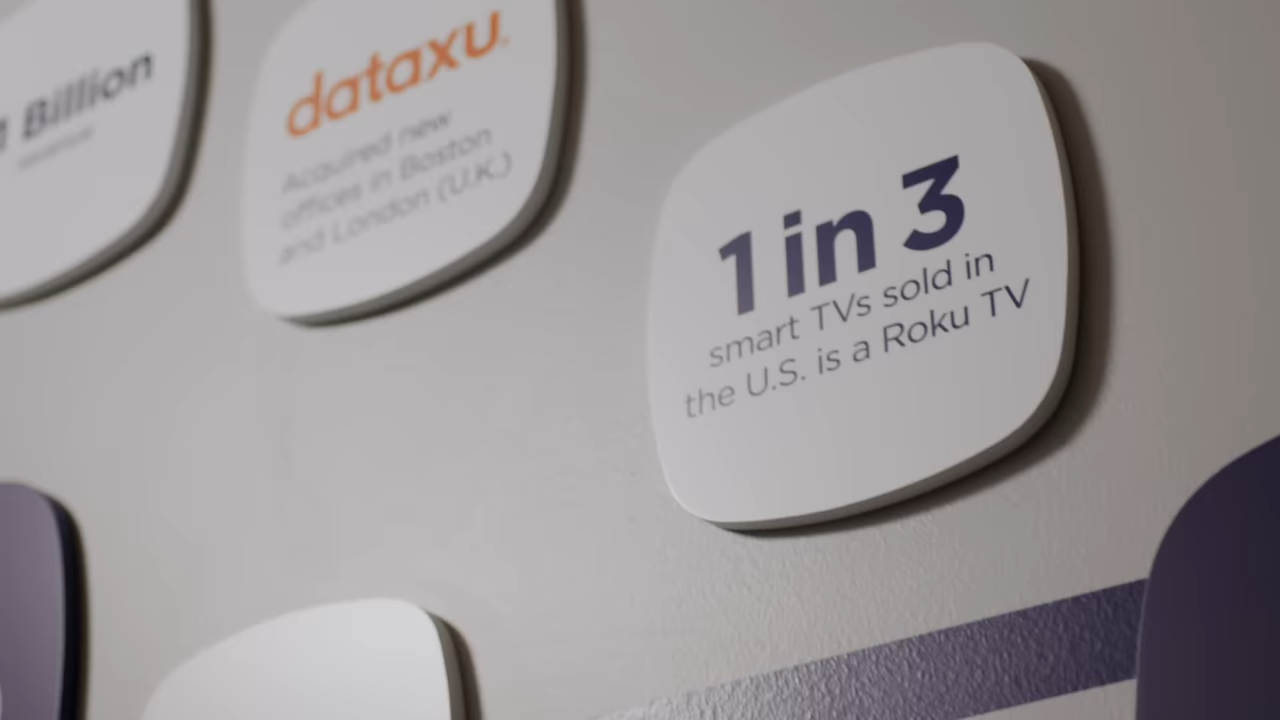 Billion
dataxu
Acquired new
offices in Boston
and London (U.K.)
1 in 3
smart TVs sold in
the U.S. is a Roku TV